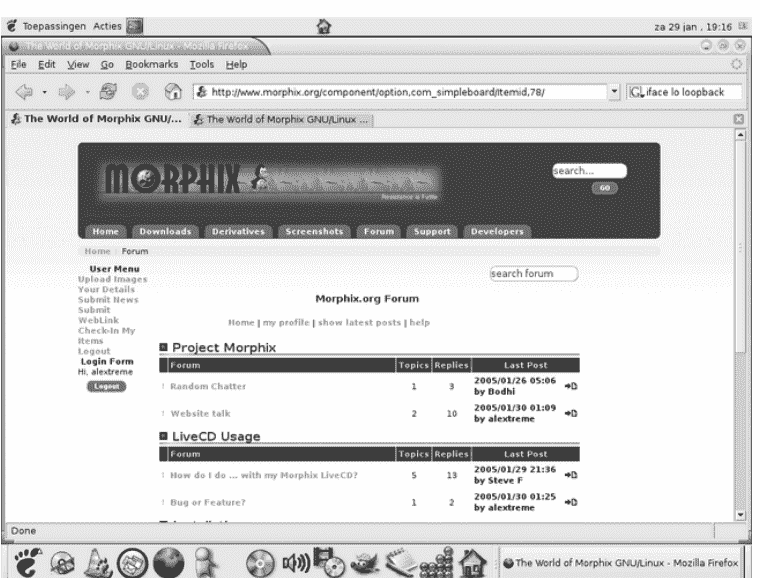 Toepassingen Acties
za 29 jan , 19:16
The World of Morphix GNU/Linux - Mozilla Firefox
File Edit View Go Bookmarks Tools Help
http://www.morphix.org/component/option,com_simpleboard/Itemid,78/
G, iface lo loopback
The World of Morphix GNU/... The World of Morphix GNU/Linux ...
MORPHIX
search...
GO
Resistance is Futile
Home Downloads Derivatives Screenshots Forum Support Developers
Home Forum
User Menu
Upload Images
Your Details
Submit News
Submit
WebLink
Check-In My
Items
Logout
Login Form
Hi, alextreme
Logout
search forum
Morphix.org Forum
Home | my profile | show latest posts | help
Project Morphix
Forum Topics Replies Last Post
! Random Chatter 1 3 2005/01/26 05:06 by Bodhi
! Website talk 2 10 2005/01/30 01:09 by alextreme
LiveCD Usage
Forum Topics Replies Last Post
! How do I do ... with my Morphix LiveCD? 5 13 2005/01/29 21:36 by Steve F
! Bug or Feature? 1 2 2005/01/30 01:25 by alextreme
Done
The World of Morphix GNU/Linux - Mozilla Firefox